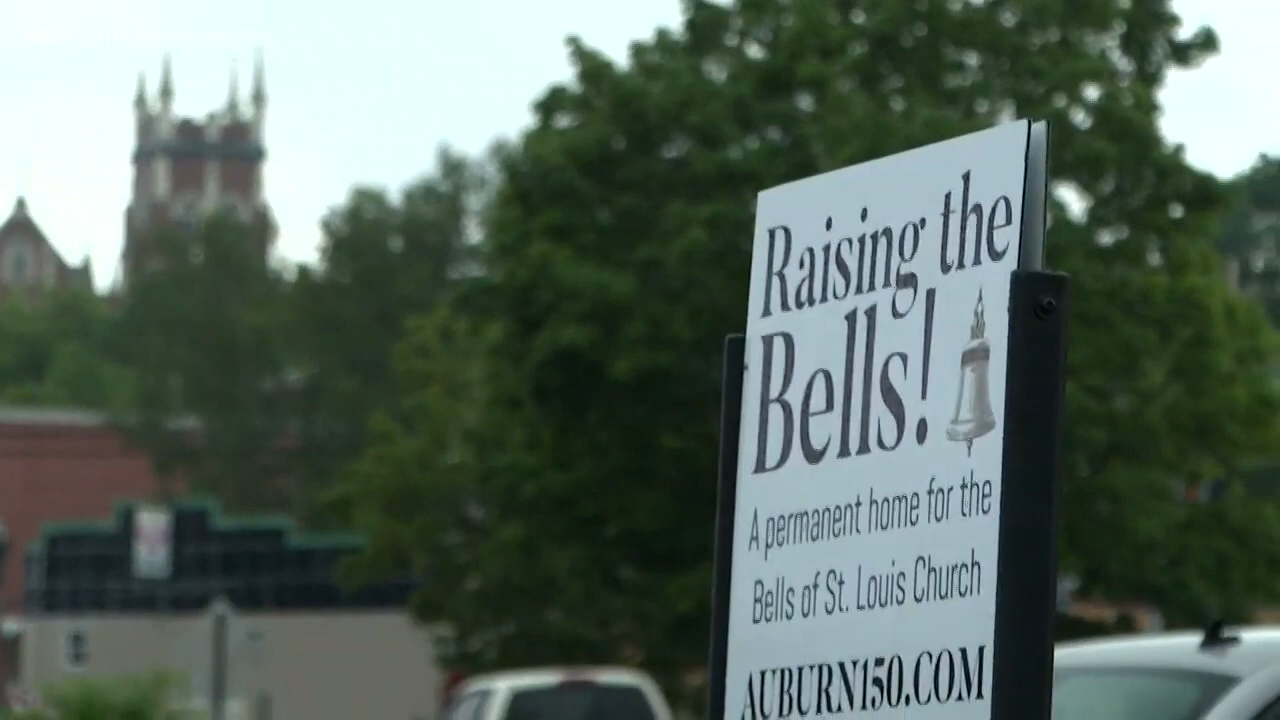 Raising the
Bells!
A permanent home for the
Bells of St. Louis Church
AUBURN150.COM